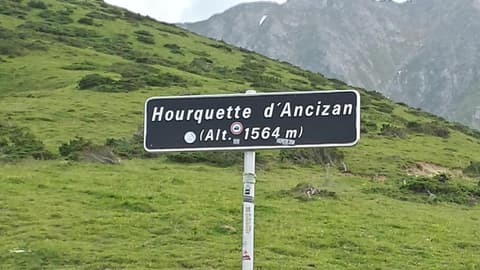 Hourquette d'Ancizan
(Alt. 1564 m)